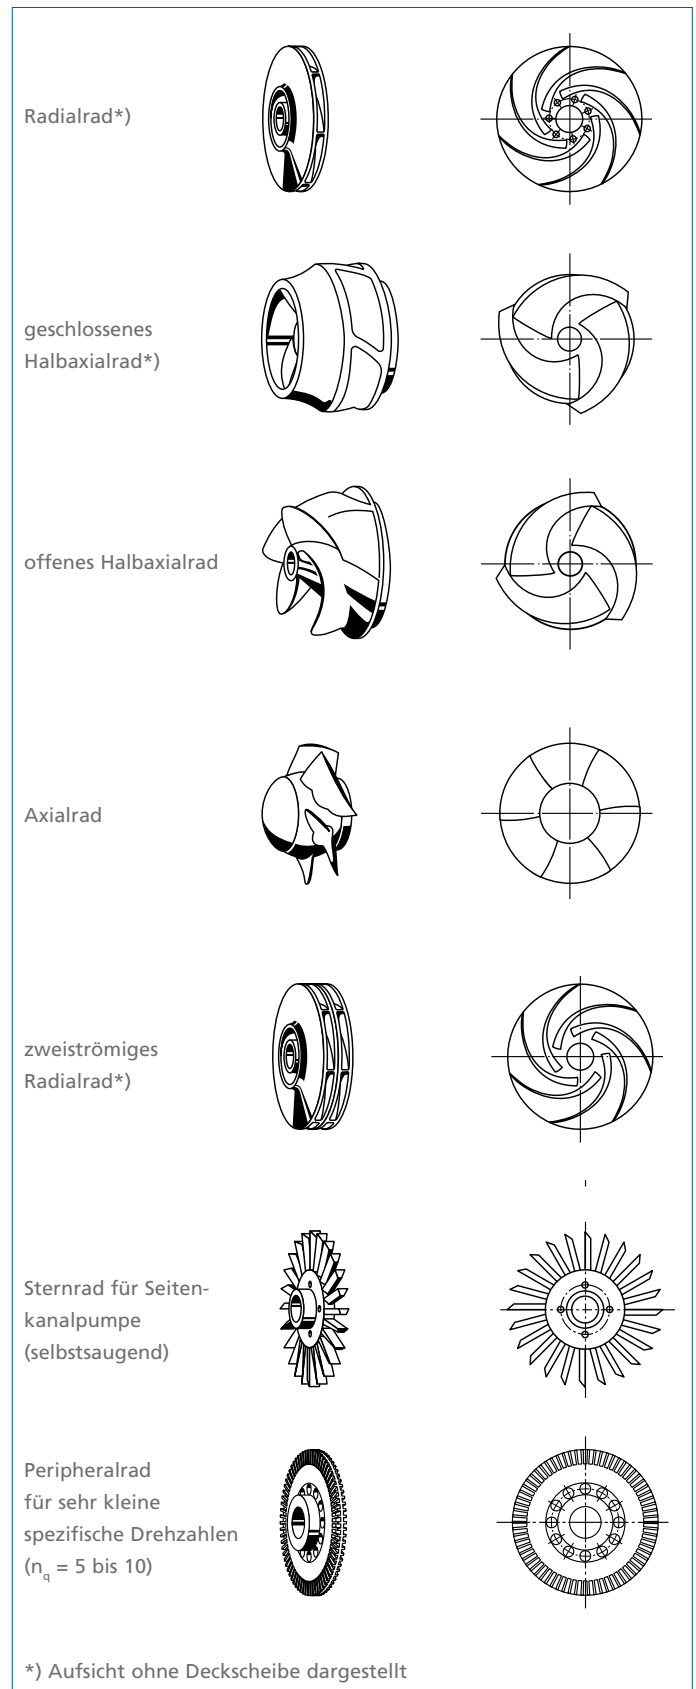 Radialrad*)
geschlossenes
Halbaxialrad*)
offenes Halbaxialrad
Axialrad
zweiströmiges
Radialrad*)
Sternrad für Seiten-
kanalpumpe
(selbstsaugend)
Peripheralrad
für sehr kleine
spezifische Drehzahlen
(nq = 5 bis 10)
*) Aufsicht ohne Deckscheibe dargestellt